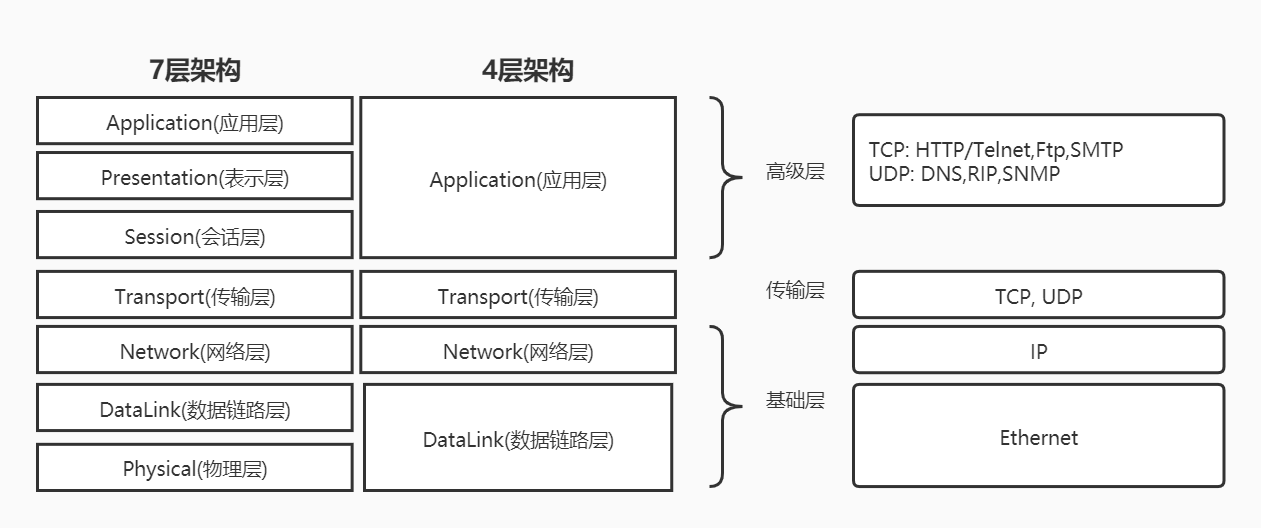 7层架构
4层架构
Application(应用层)
Presentation(表示层)
Session(会话层)
Transport(传输层)
Network(网络层)
DataLink(数据链路层)
Physical(物理层)
Application(应用层)
Transport(传输层)
Network(网络层)
DataLink(数据链路层)
高级层
传输层
基础层
TCP: HTTP/Telnet,Ftp,SMTP
UDP: DNS,RIP,SNMP
TCP, UDP
IP
Ethernet